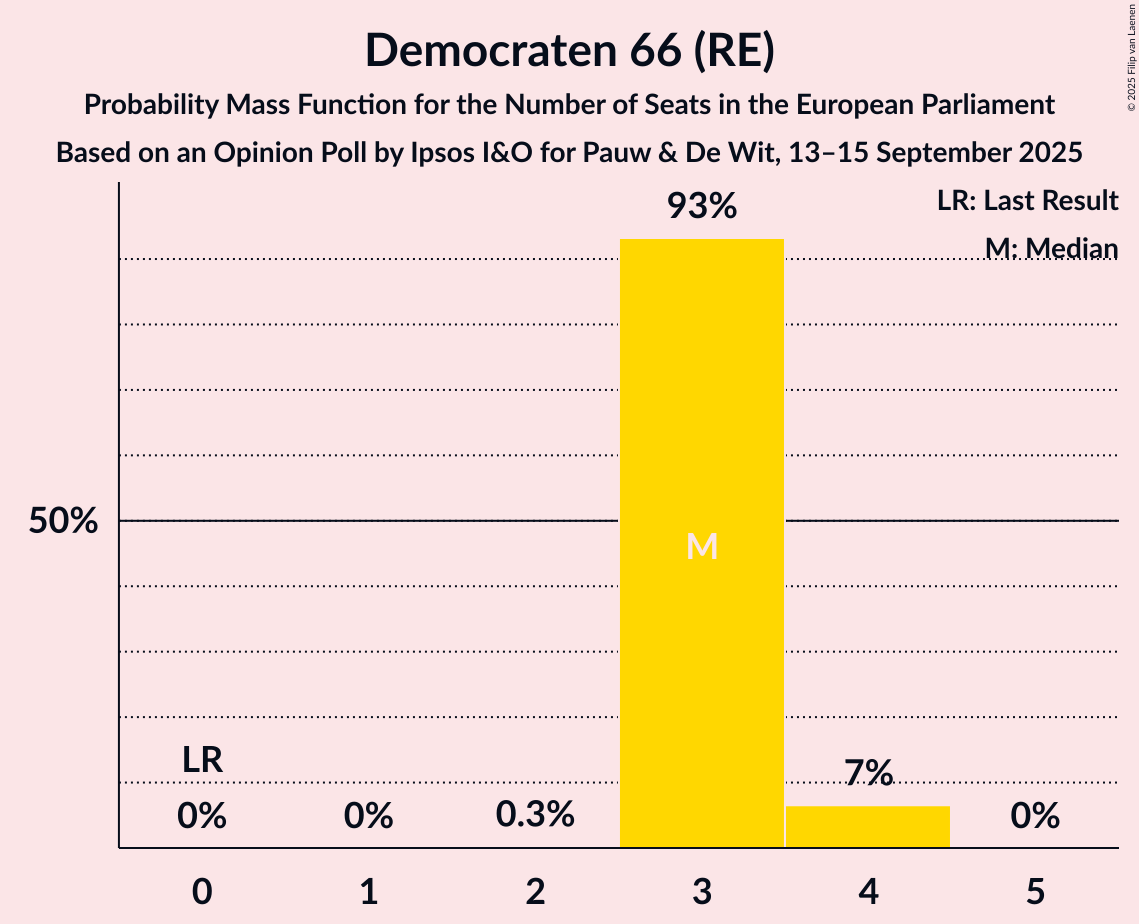 Democraten 66 (RE)
Probability Mass Function for the Number of Seats in the European Parliament
Based on an Opinion Poll by Ipsos I&O for Pauw & De Wit, 13–15 September 2025
© 2025 Filip van Laenen
LR: Last Result
M: Median
93%
50%
M
LR
0%
0%
0.3%
7%
0%
0
1
2
3
4
5